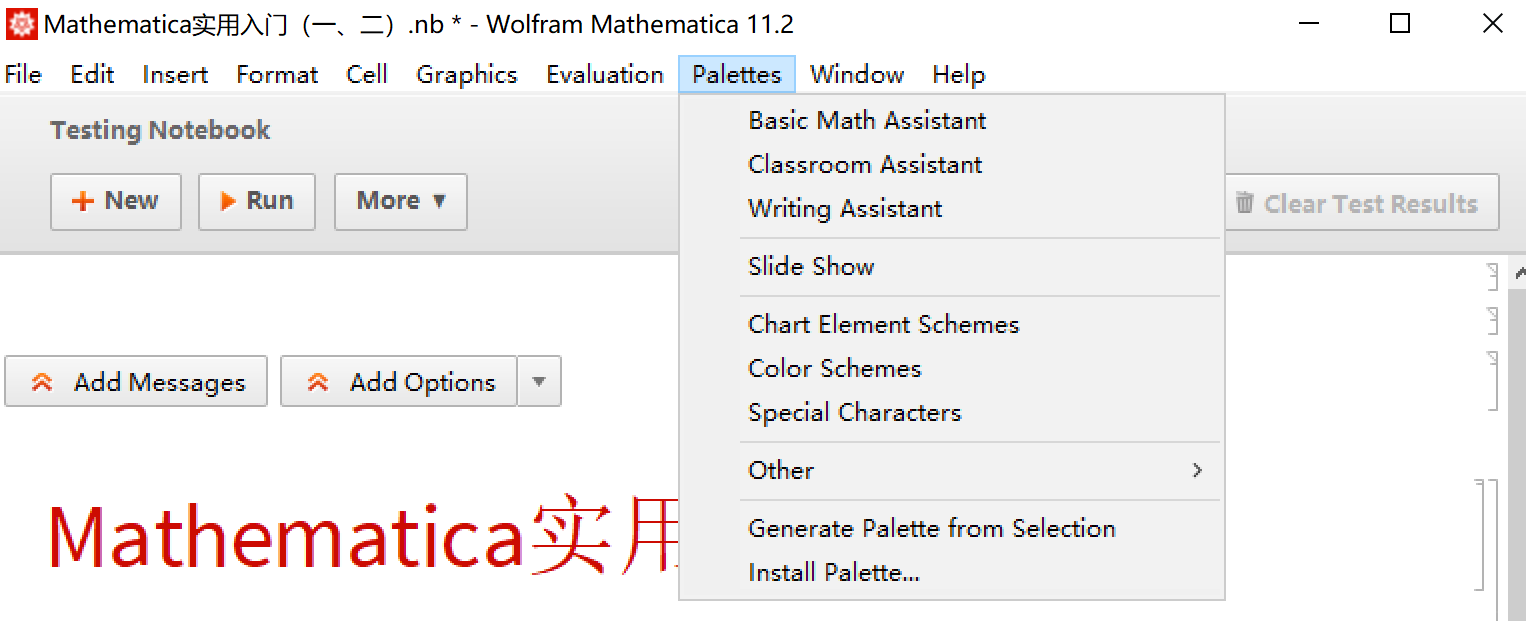 Mathematica实用入门（一、二）.nb * - Wolfram Mathematica 11.2
File Edit Insert Format Cell Graphics Evaluation Palettes Window Help
Testing Notebook
New Run More ▼ Clear Test Results
Basic Math Assistant
Classroom Assistant
Writing Assistant
Slide Show
Chart Element Schemes
Color Schemes
Special Characters
Other
Generate Palette from Selection
Install Palette...
Add Messages Add Options
Mathematica实用